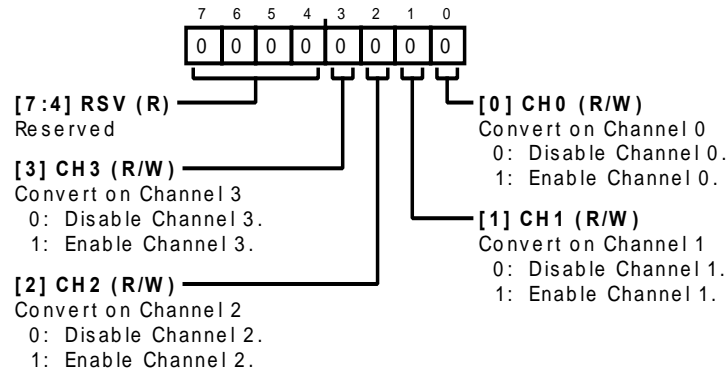 7 6 5 4 3 2 1 0
0 0 0 0 0 0 0 0
[7:4] RSV (R)
Reserved
[3] CH3 (R/W)
Convert on Channel 3
0: Disable Channel 3.
1: Enable Channel 3.
[2] CH2 (R/W)
Convert on Channel 2
0: Disable Channel 2.
1: Enable Channel 2.
[0] CH0 (R/W)
Convert on Channel 0
0: Disable Channel 0.
1: Enable Channel 0.
[1] CH1 (R/W)
Convert on Channel 1
0: Disable Channel 1.
1: Enable Channel 1.